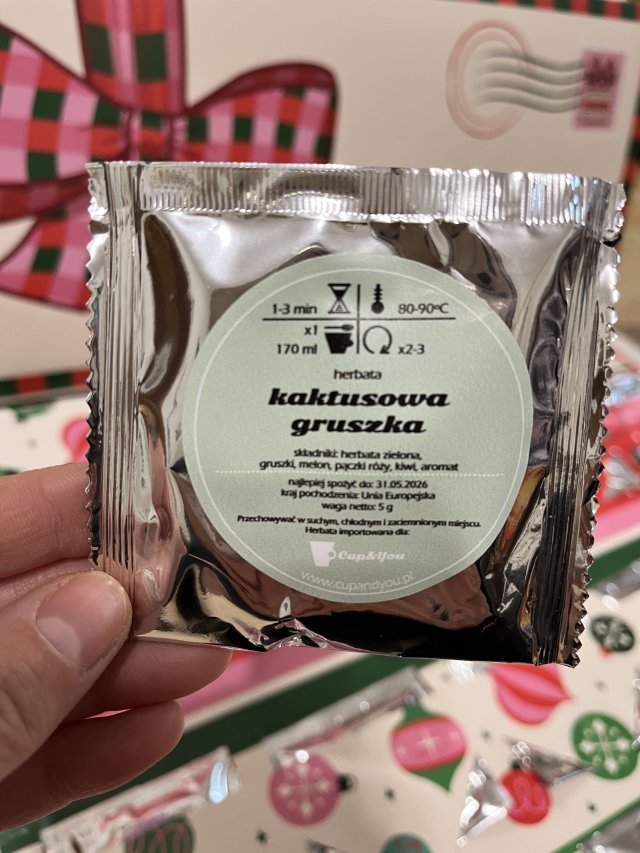 1-3 min 80-90°C
x1
170 ml x2-3
herbata
kaktusowa
gruszka
składniki: herbata zielona,
gruszki, melon, pączki róży, kiwi, aromat
najlepiej spożyć do: 31.05.2026
kraj pochodzenia: Unia Europejska
waga netto: 5 g
Przechowywać w suchym, chłodnym i zaciemnionym miejscu.
Herbata importowana dla:
Cup&You
www.cupandyou.pl